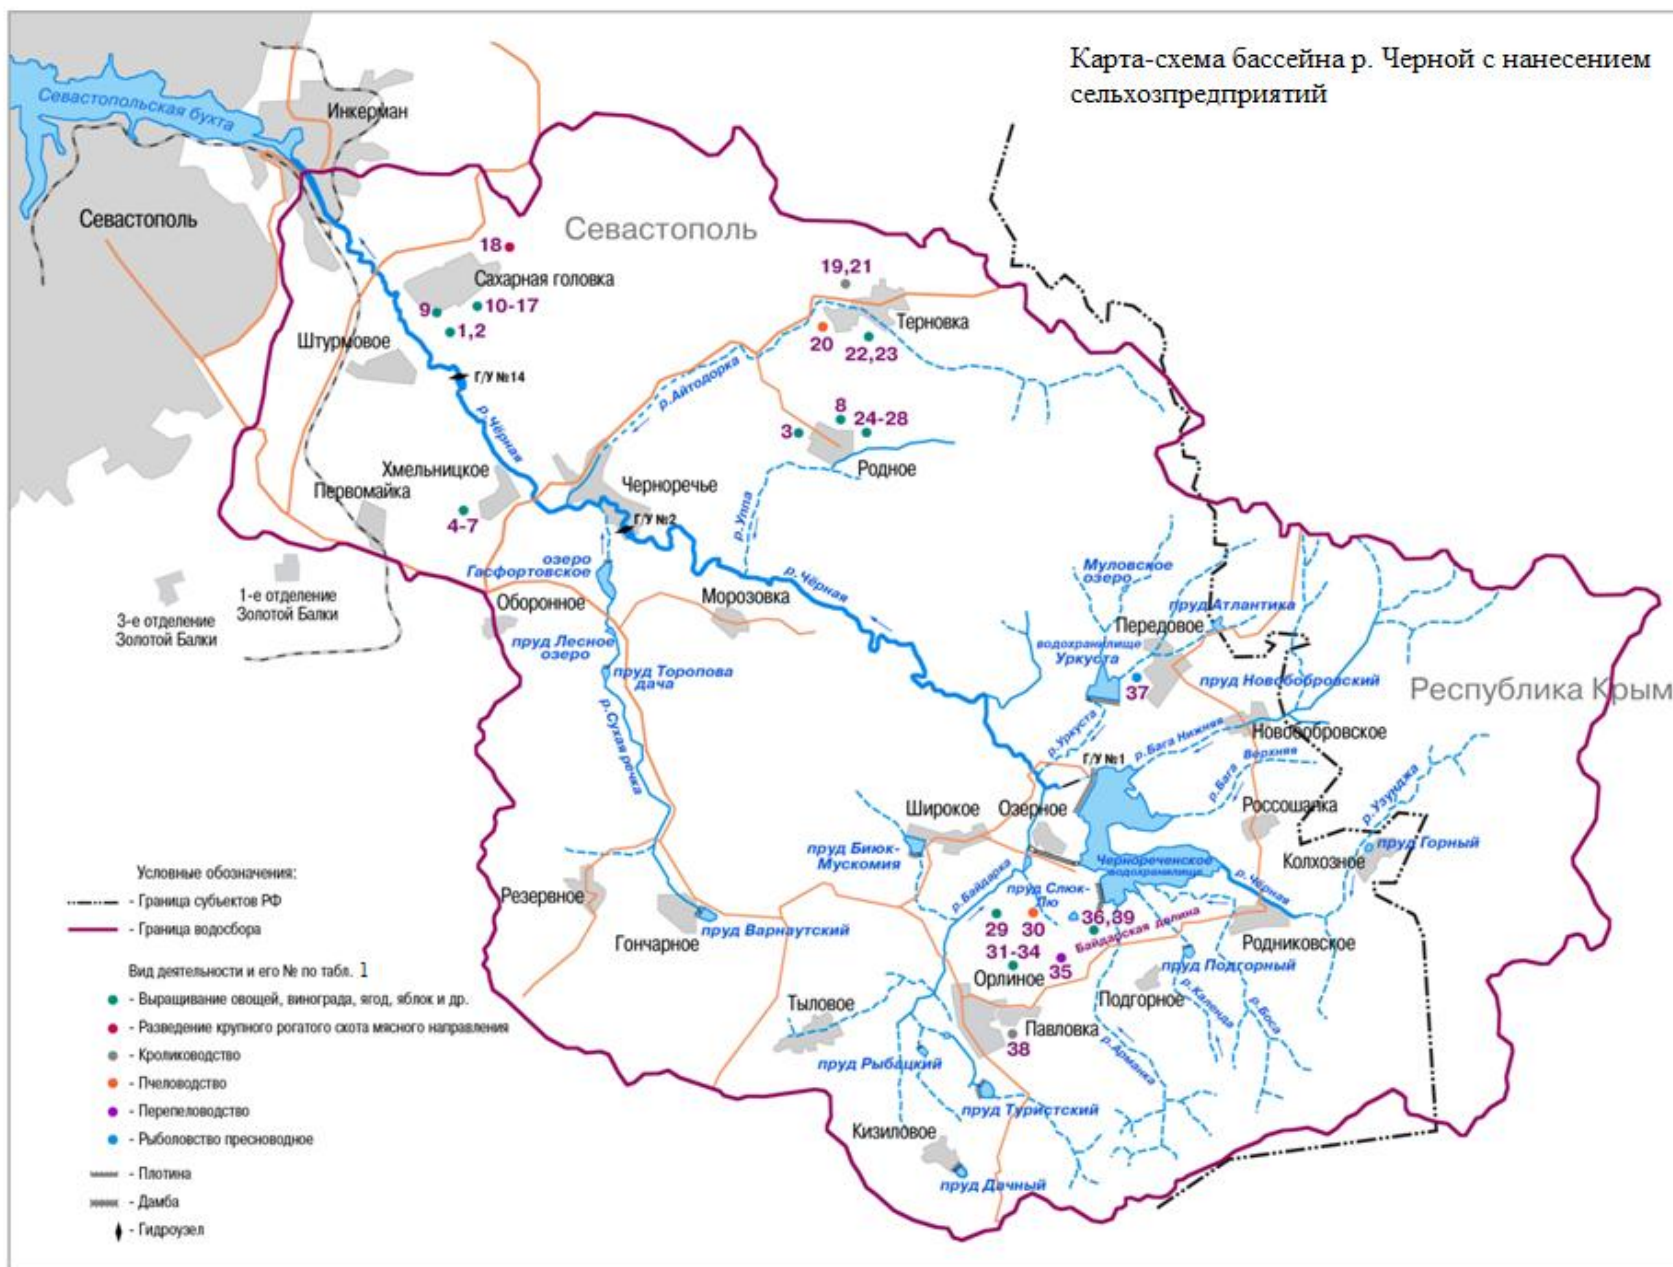 Карта-схема бассейна р. Черной с нанесением
сельхозпредприятий
Севастопольская бухта
Инкерман
Севастополь
Севастополь
18
Сахарная головка
19,21
9
10-17
1,2
Терновка
Штурмовое
20
22,23
Г/У №14
р.Айтодорка
р.Чёрная
8
3
24-28
Родное
Хмельницкое
Первомайка
Черноречье
4-7
Г/У №2
р.Уппа
озеро
Гасфортовское
р.Чёрная
Муловское
озеро
1-е отделение
Золотой Балки
3-е отделение
Золотой Балки
Оборонное
Морозовка
пруд Атлантика
Передовое
пруд Лесное
озеро
водохранилище
Уркуста
пруд Торопова
дача
37
пруд Новобобровский
Республика Крым
р.Сухая речка
р.Уркуста
р.Бага Нижняя
Новобобровское
Г/У №1
р.Бага
Верхняя
р.Узунджа
Широкое
Озерное
Россошанка
пруд Биюк-
Мускомия
Чернореченское
водохранилище
Колхозное
пруд Горный
Резервное
р.Байдарка
пруд Слюк-
Лю
р.Чёрная
29
30
36,39
Байдарская долина
Гончарное
пруд Варнаутский
31-34
35
Родниковское
Орлиное
пруд Подгорный
Тыловое
Подгорное
р.Календа
р.Боса
Павловка
38
р.Арманка
пруд Рыбацкий
пруд Туристский
Кизиловое
пруд Дачный
Условные обозначения:
- Граница субъектов РФ
- Граница водосбора
Вид деятельности и его № по табл. 1
- Выращивание овощей, винограда, ягод, яблок и др.
- Разведение крупного рогатого скота мясного направления
- Кролиководство
- Пчеловодство
- Перепеловодство
- Рыболовство пресноводное
- Плотина
- Дамба
- Гидроузел